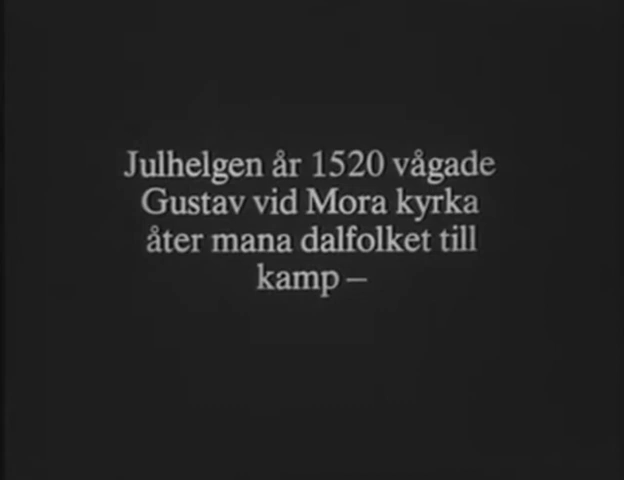 Julhelgen år 1520 vågade
Gustav vid Mora kyrka
åter mana dalfolket till
kamp –